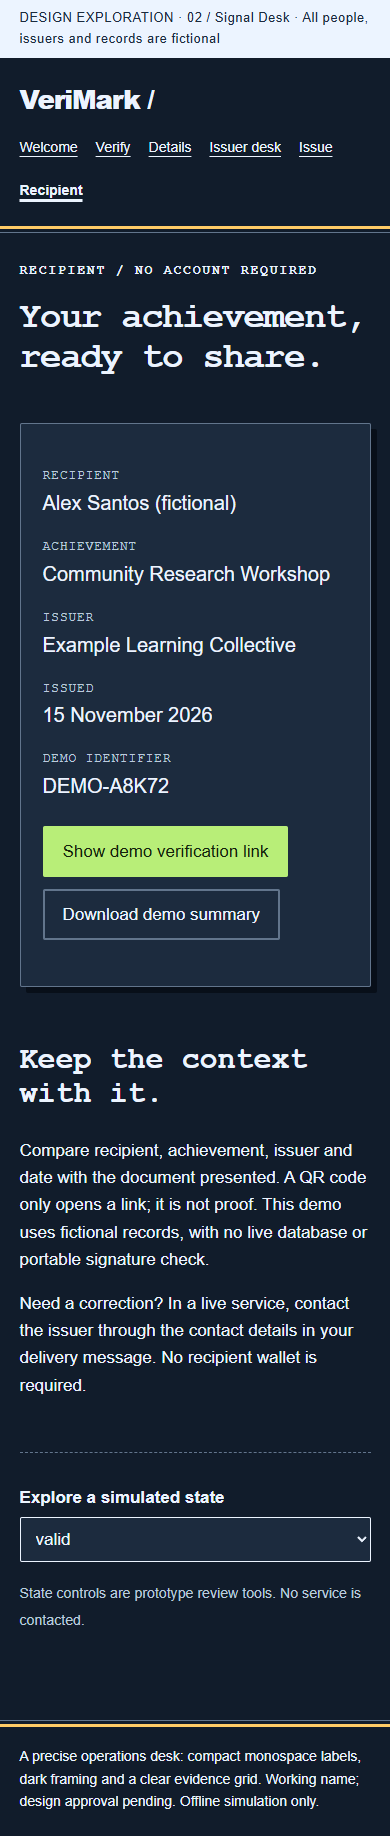 DESIGN EXPLORATION · 02 / Signal Desk · All people,
issuers and records are fictional
VeriMark /
Welcome Verify Details Issuer desk Issue
Recipient
RECIPIENT / NO ACCOUNT REQUIRED
Your achievement,
ready to share.
RECIPIENT
Alex Santos (fictional)
ACHIEVEMENT
Community Research Workshop
ISSUER
Example Learning Collective
ISSUED
15 November 2026
DEMO IDENTIFIER
DEMO-A8K72
Show demo verification link
Download demo summary
Keep the context
with it.
Compare recipient, achievement, issuer and
date with the document presented. A QR code
only opens a link; it is not proof. This demo
uses fictional records, with no live database or
portable signature check.
Need a correction? In a live service, contact
the issuer through the contact details in your
delivery message. No recipient wallet is
required.
Explore a simulated state
valid
State controls are prototype review tools. No service is
contacted.
A precise operations desk: compact monospace labels,
dark framing and a clear evidence grid. Working name;
design approval pending. Offline simulation only.